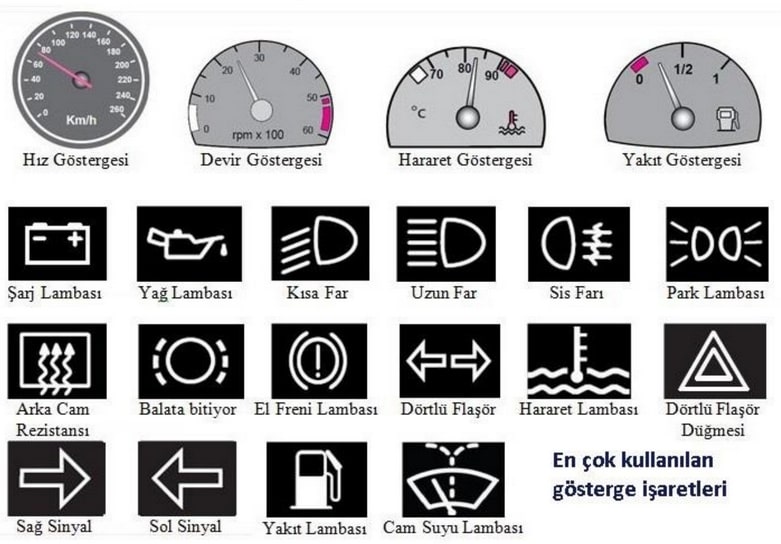 0 20 40 60 80 100 120 140 160 180 200 220 240 260
Km/h
0 10 20 30 40 50 60
rpm x 100
70 80 90
°C
0 1/2 1
Hız Göstergesi Devir Göstergesi Hararet Göstergesi Yakıt Göstergesi
Şarj Lambası Yağ Lambası Kısa Far Uzun Far Sis Farı Park Lambası
Arka Cam Rezistansı Balata bitiyor El Freni Lambası Dörtlü Flaşör Hararet Lambası Dörtlü Flaşör Düğmesi
Sağ Sinyal Sol Sinyal Yakıt Lambası Cam Suyu Lambası
En çok kullanılan
gösterge işaretleri